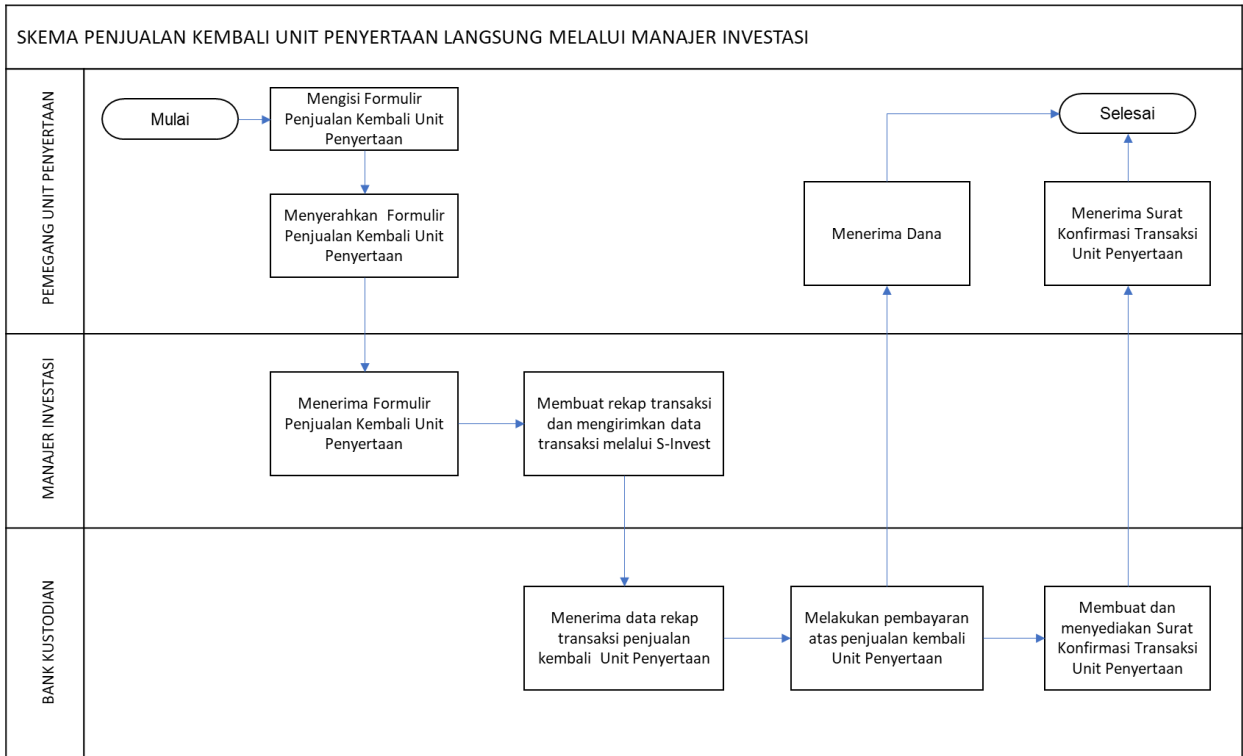 SKEMA PENJUALAN KEMBALI UNIT PENYERTAAN LANGSUNG MELALUI MANAJER INVESTASI
PEMEGANG UNIT PENYERTAAN
Mulai
Mengisi Formulir
Penjualan Kembali Unit
Penyertaan
Menyerahkan Formulir
Penjualan Kembali Unit
Penyertaan
Menerima Dana
Selesai
Menerima Surat
Konfirmasi Transaksi
Unit Penyertaan
MANAJER INVESTASI
Menerima Formulir
Penjualan Kembali Unit
Penyertaan
Membuat rekap transaksi
dan mengirimkan data
transaksi melalui S-Invest
BANK KUSTODIAN
Menerima data rekap
transaksi penjualan
kembali Unit Penyertaan
Melakukan pembayaran
atas penjualan kembali
Unit Penyertaan
Membuat dan
menyediakan Surat
Konfirmasi Transaksi
Unit Penyertaan